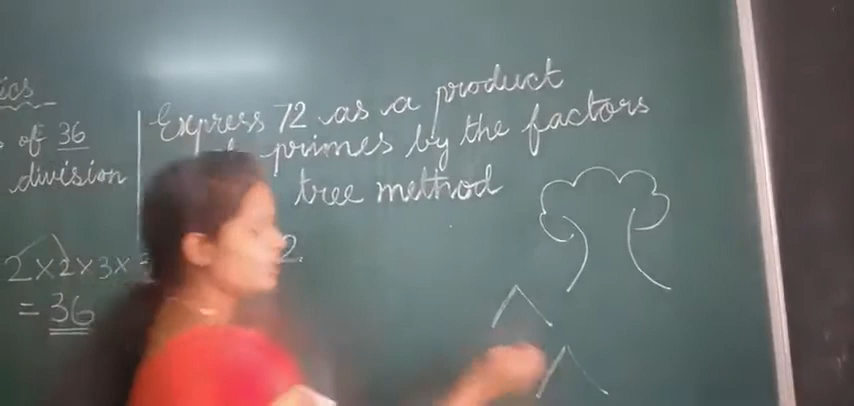 ics
of 36
division
2×2×3×3
= 36
Express 72 as a product
primes by the factors
tree method
2.